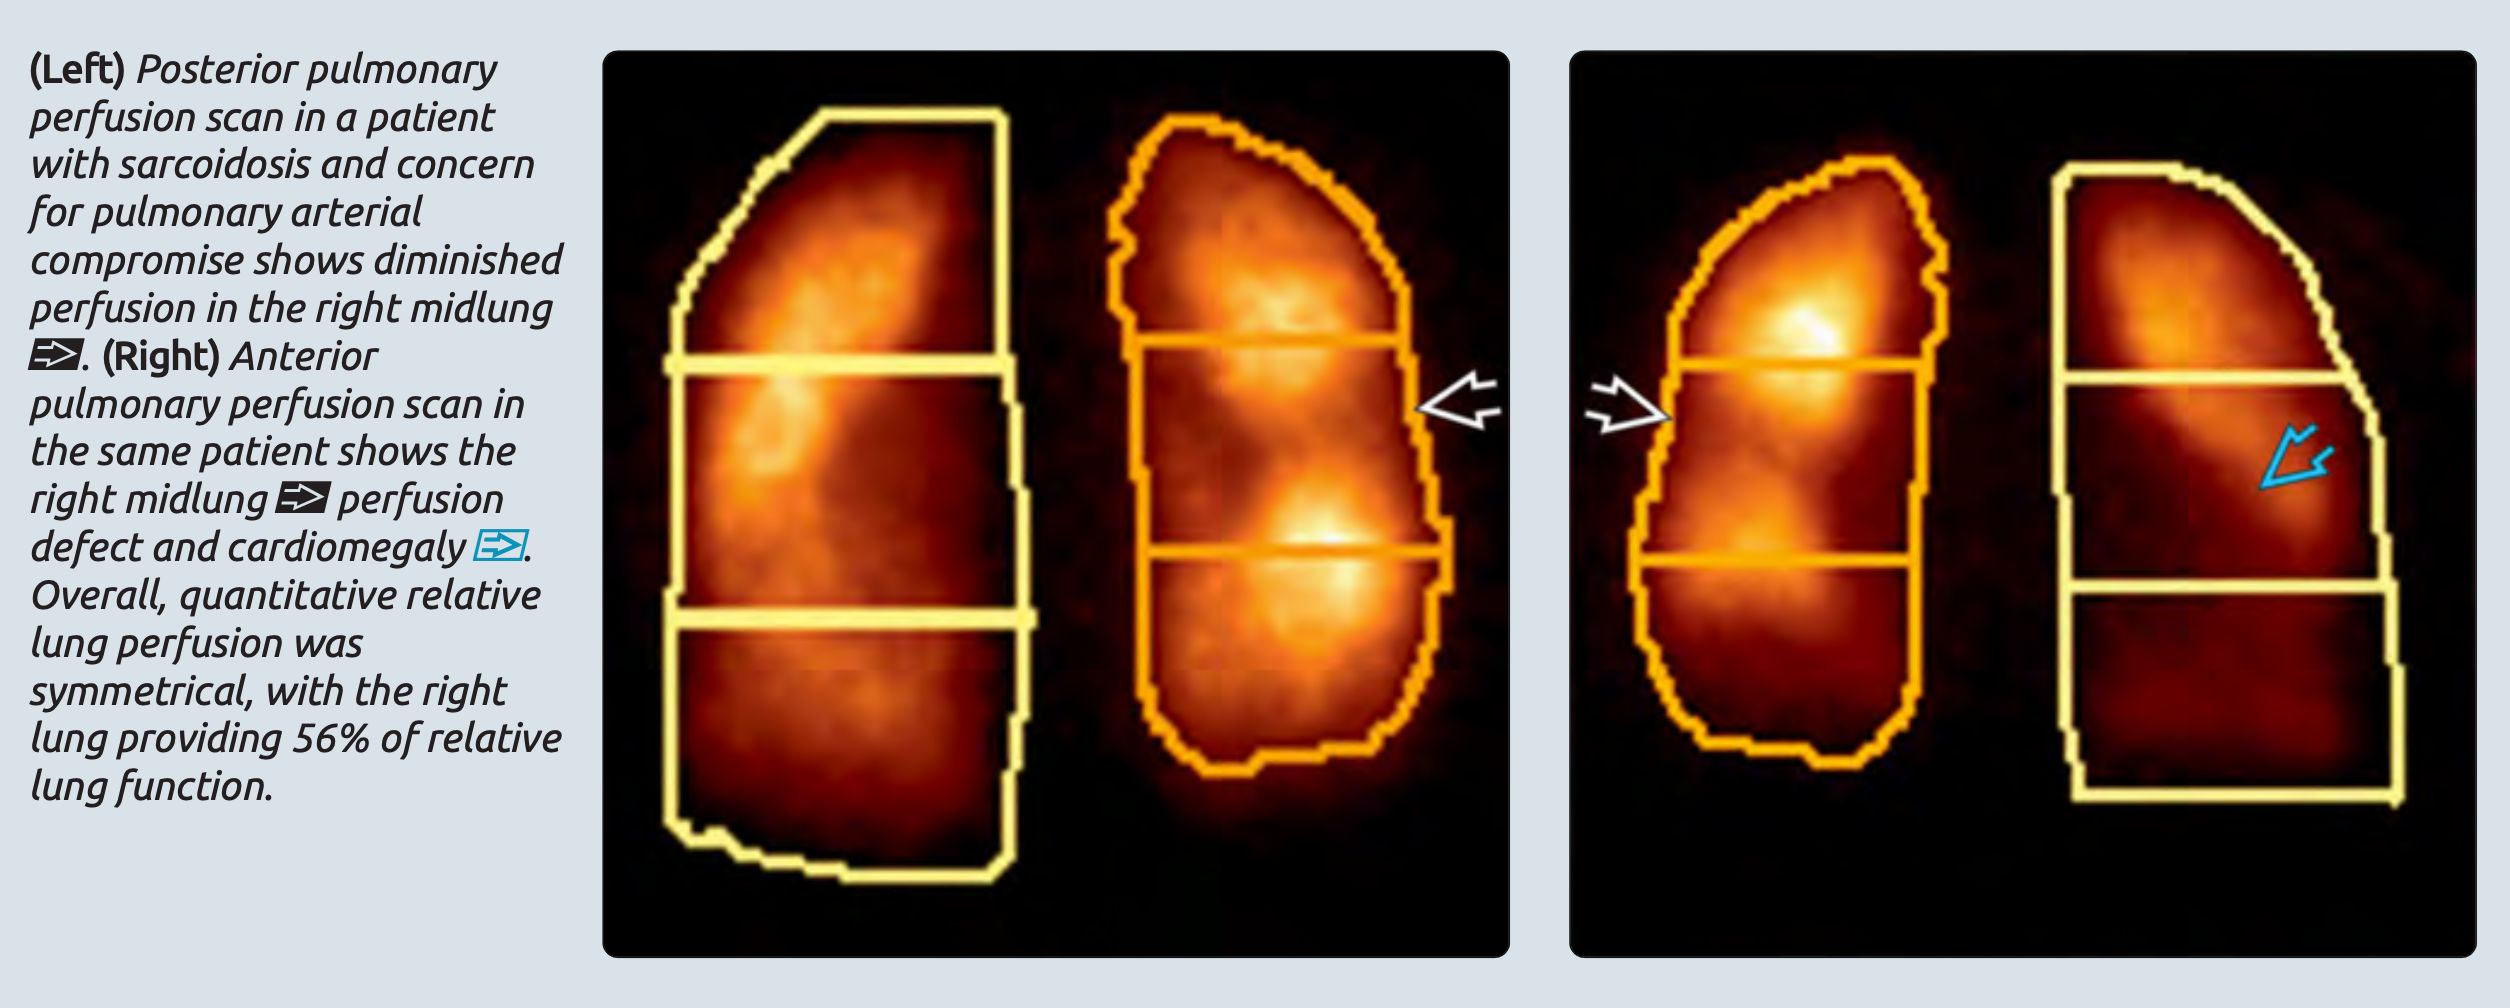 (Left) Posterior pulmonary
perfusion scan in a patient
with sarcoidosis and concern
for pulmonary arterial
compromise shows diminished
perfusion in the right midlung
. (Right) Anterior
pulmonary perfusion scan in
the same patient shows the
right midlung perfusion
defect and cardiomegaly .
Overall, quantitative relative
lung perfusion was
symmetrical, with the right
lung providing 56% of relative
lung function.